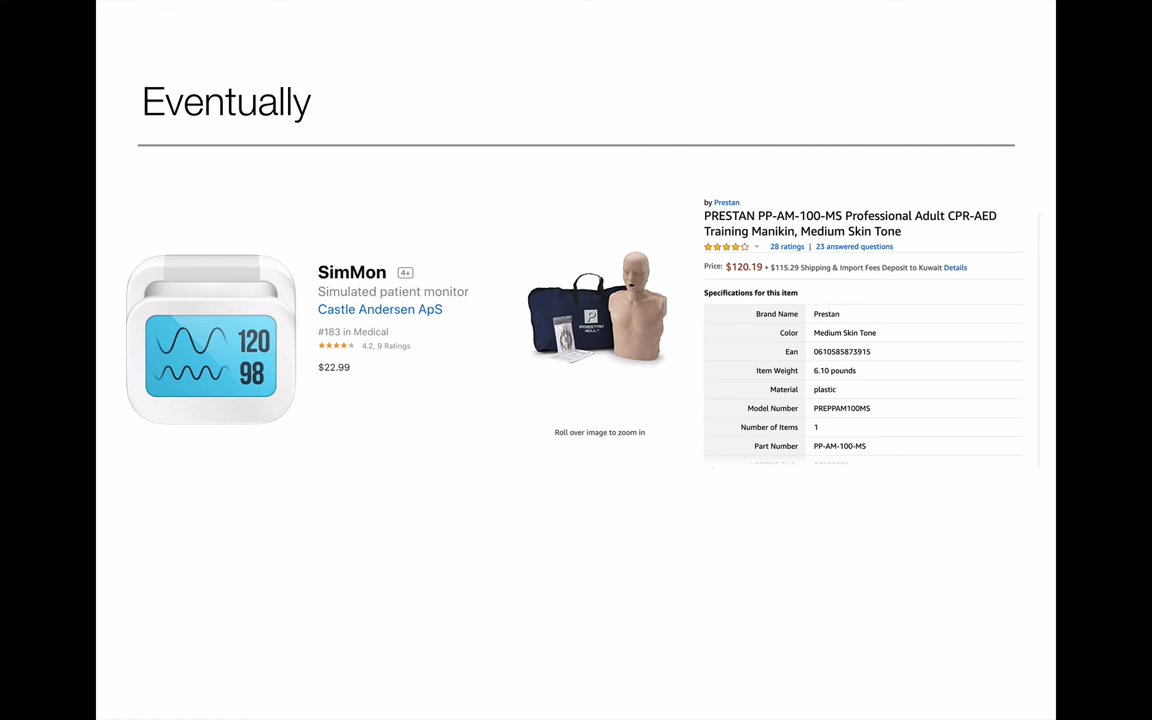 Eventually
120
98
SimMon 4+
Simulated patient monitor
Castle Andersen ApS
#183 in Medical
4.2, 9 Ratings
$22.99
PRESTAN
ADULT
Roll over image to zoom in
by Prestan
PRESTAN PP-AM-100-MS Professional Adult CPR-AED
Training Manikin, Medium Skin Tone
28 ratings | 23 answered questions
Price: $120.19 + $115.29 Shipping & Import Fees Deposit to Kuwait Details
Specifications for this item
Brand Name Prestan
Color Medium Skin Tone
Ean 0610585873915
Item Weight 6.10 pounds
Material plastic
Model Number PREPPAM100MS
Number of Items 1
Part Number PP-AM-100-MS